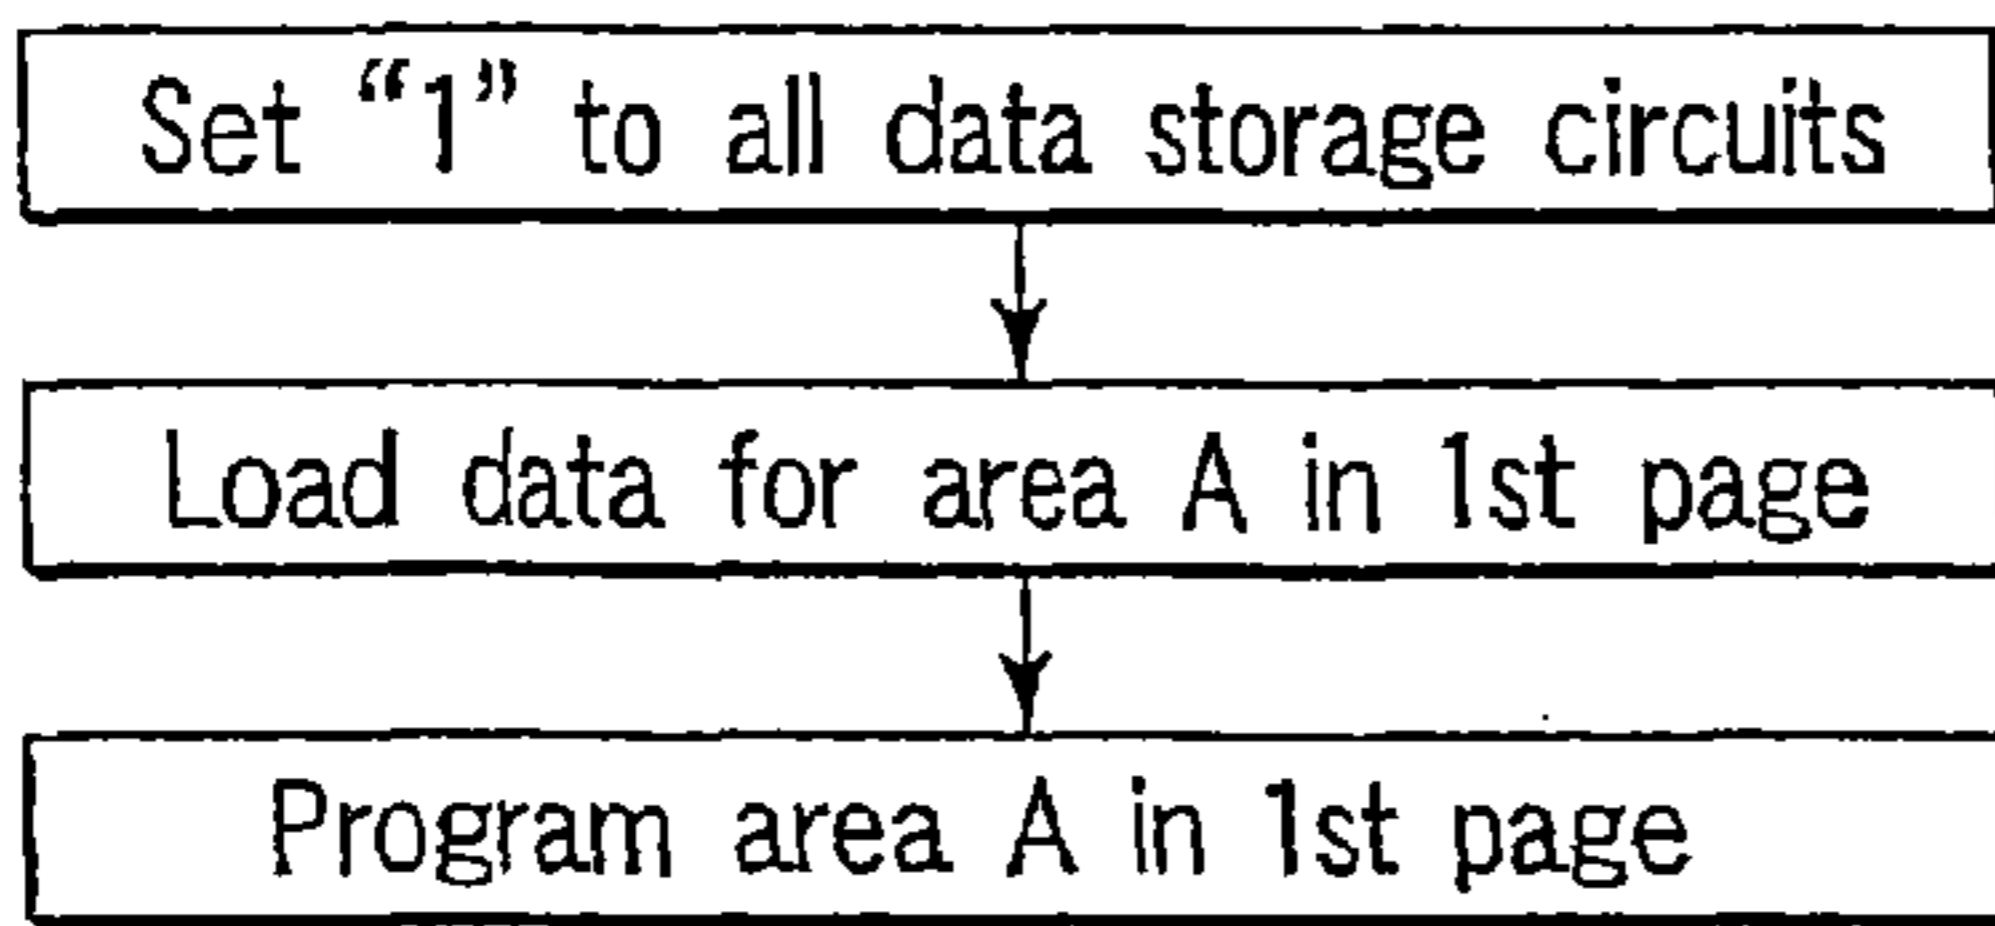 Set “1” to all data storage circuits
Load data for area A in 1st page
Program area A in 1st page